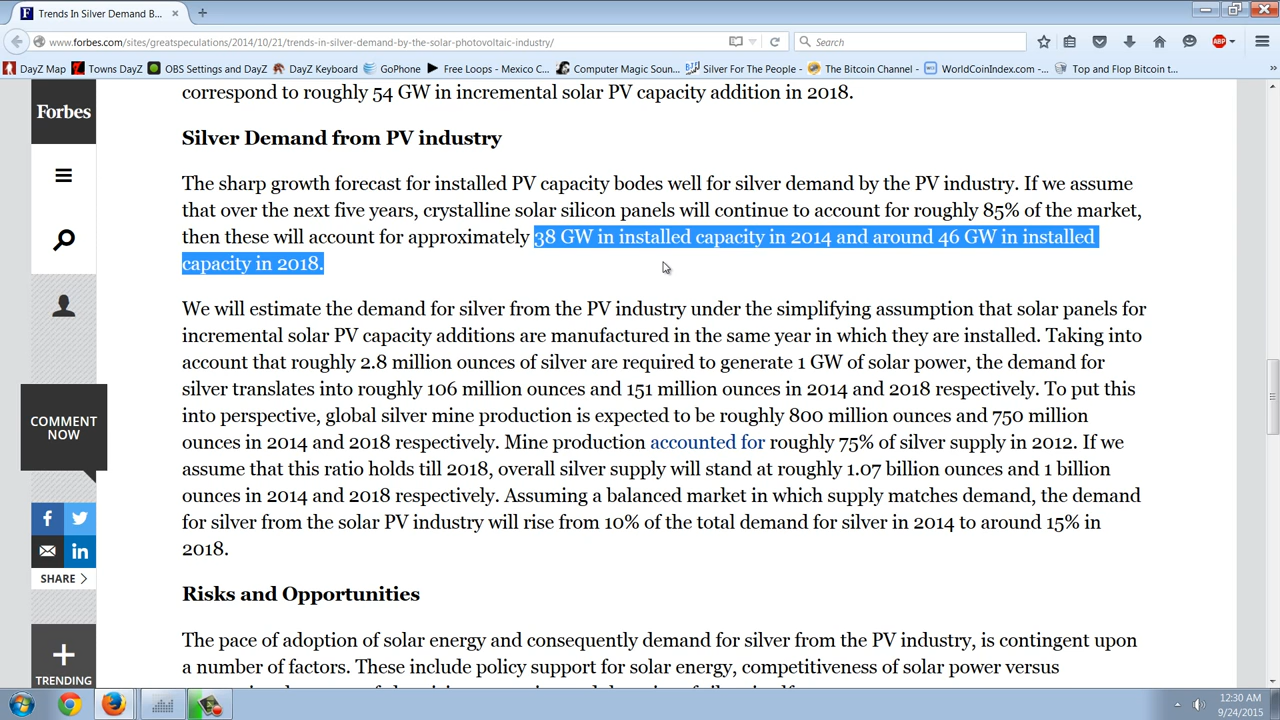 Trends In Silver Demand B...
www.forbes.com/sites/greatspeculations/2014/10/21/trends-in-silver-demand-by-the-solar-photovoltaic-industry/
Search
ABP
DayZ Map
Towns DayZ
OBS Settings and DayZ
DayZ Keyboard
GoPhone
Free Loops - Music, C...
Computer Magic Soun...
Silver For The People -
The Bitcoin Channel -
WorldCoinIndex.com -...
Top and Flop Bitcoin t...
Forbes
correspond to roughly 54 GW in incremental solar PV capacity addition in 2018.
Silver Demand from PV industry
The sharp growth forecast for installed PV capacity bodes well for silver demand by the PV industry. If we assume
that over the next five years, crystalline solar silicon panels will continue to account for roughly 85% of the market,
then these will account for approximately 38 GW in installed capacity in 2014 and around 46 GW in installed
capacity in 2018.
We will estimate the demand for silver from the PV industry under the simplifying assumption that solar panels for
incremental solar PV capacity additions are manufactured in the same year in which they are installed. Taking into
account that roughly 2.8 million ounces of silver are required to generate 1 GW of solar power, the demand for
silver translates into roughly 106 million ounces and 151 million ounces in 2014 and 2018 respectively. To put this
into perspective, global silver mine production is expected to be roughly 800 million ounces and 750 million
ounces in 2014 and 2018 respectively. Mine production accounted for roughly 75% of silver supply in 2012. If we
assume that this ratio holds till 2018, overall silver supply will stand at roughly 1.07 billion ounces and 1 billion
ounces in 2014 and 2018 respectively. Assuming a balanced market in which supply matches demand, the demand
for silver from the solar PV industry will rise from 10% of the total demand for silver in 2014 to around 15% in
2018.
Risks and Opportunities
The pace of adoption of solar energy and consequently demand for silver from the PV industry, is contingent upon
a number of factors. These include policy support for solar energy, competitiveness of solar power versus
COMMENT
NOW
SHARE
TRENDING
12:30 AM
9/24/2015